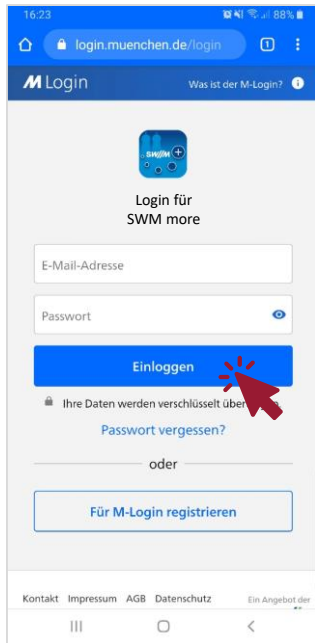 16:23
88%
login.muenchen.de/login
1
M Login
Was ist der M-Login?
SW//M
Login für
SWM more
E-Mail-Adresse
Passwort
Einloggen
Ihre Daten werden verschlüsselt
Passwort vergessen?
oder
Für M-Login registrieren
Kontakt Impressum AGB Datenschutz
Ein Angebot der